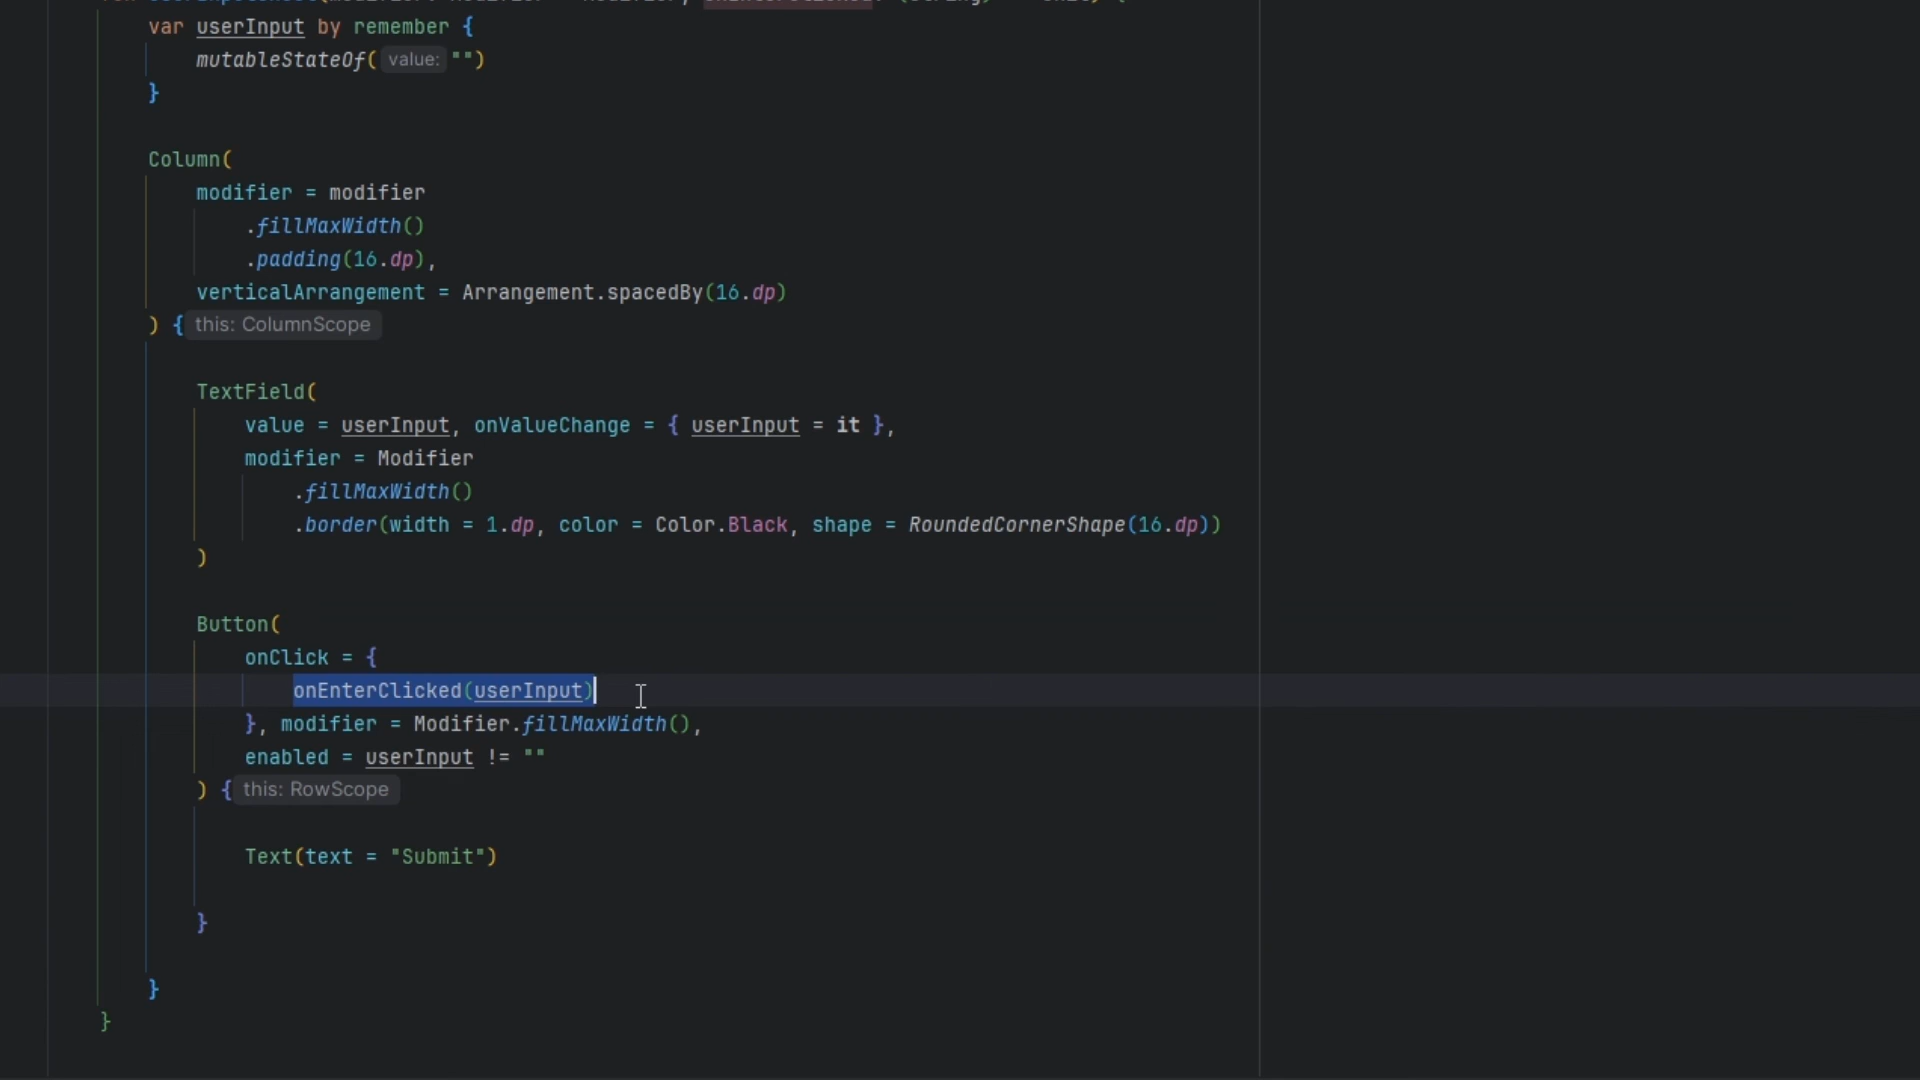 var userInput by remember {
mutableStateOf( value: "")
}
Column(
modifier = modifier
.fillMaxWidth()
.padding(16.dp),
verticalArrangement = Arrangement.spacedBy(16.dp)
) { this: ColumnScope
TextField(
value = userInput, onValueChange = { userInput = it },
modifier = Modifier
.fillMaxWidth()
.border(width = 1.dp, color = Color.Black, shape = RoundedCornerShape(16.dp))
)
Button(
onClick = {
onEnterClicked(userInput)
}, modifier = Modifier.fillMaxWidth(),
enabled = userInput != ""
) { this: RowScope
Text(text = "Submit")
}
}
}